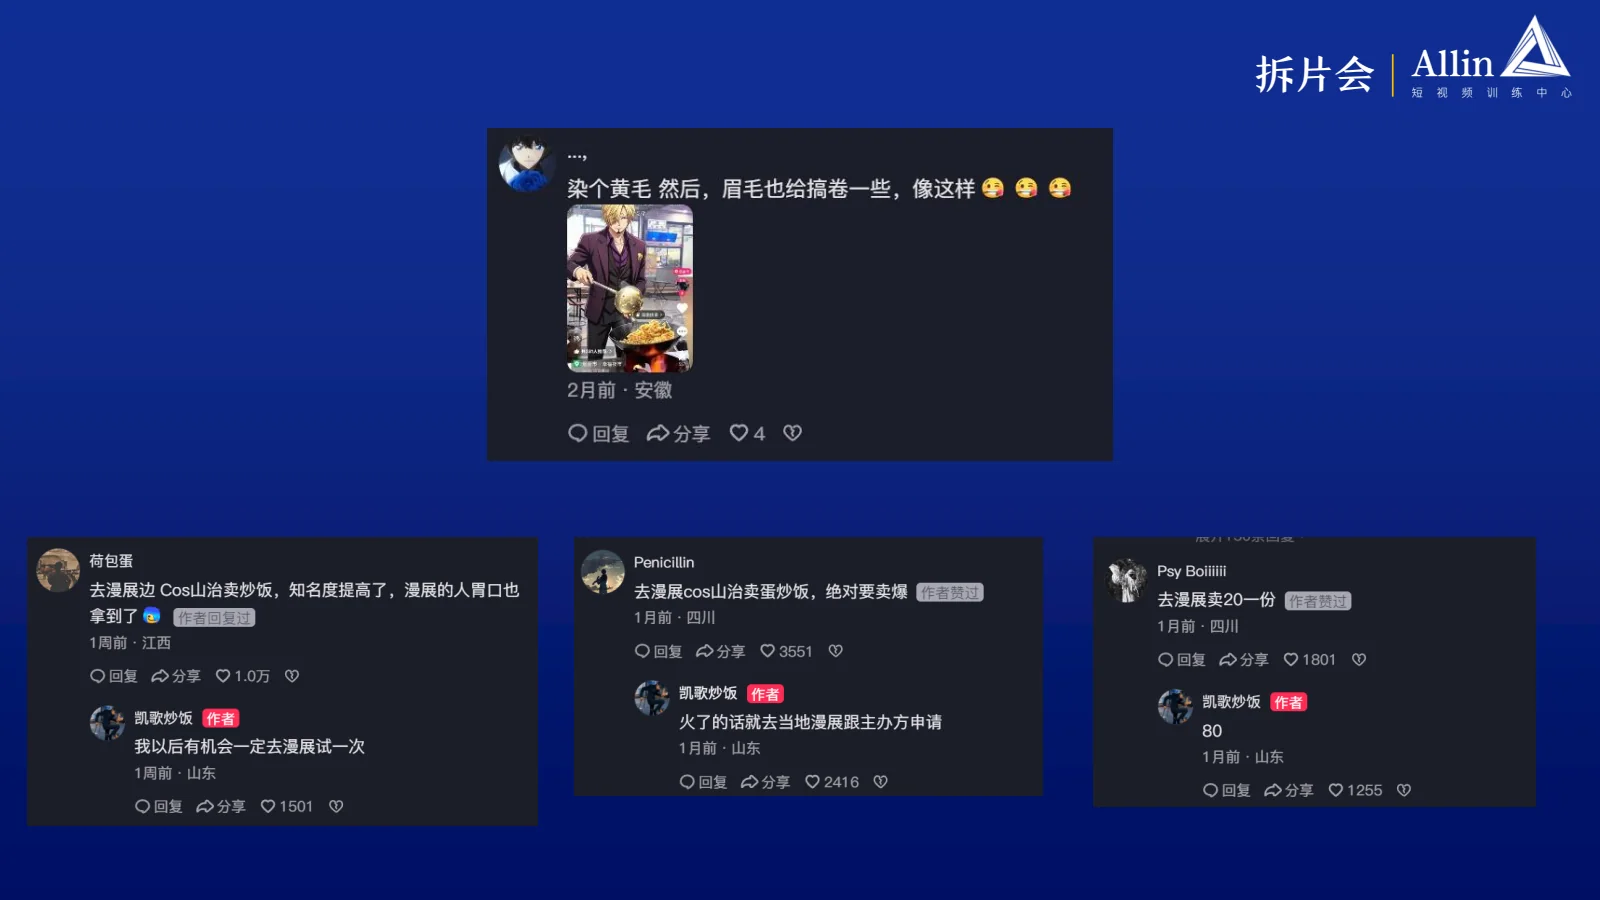 拆片会
Allin
短视频训练中心
...,
染个黄毛 然后，眉毛也给搞卷一些，像这样
2月前 · 安徽
回复 分享 4
荷包蛋
去漫展边 Cos山治卖炒饭，知名度提高了，漫展的人胃口也
拿到了 作者回复过
1周前 · 江西
回复 分享 1.0万
凯歌炒饭 作者
我以后有机会一定去漫展试一次
1周前 · 山东
回复 分享 1501
Penicillin
去漫展cos山治卖蛋炒饭，绝对要卖爆 作者赞过
1月前 · 四川
回复 分享 3551
凯歌炒饭 作者
火了的话就去当地漫展跟主办方申请
1月前 · 山东
回复 分享 2416
Psy Boiiiiii
去漫展卖20一份 作者赞过
1月前 · 四川
回复 分享 1801
凯歌炒饭 作者
80
1月前 · 山东
回复 分享 1255